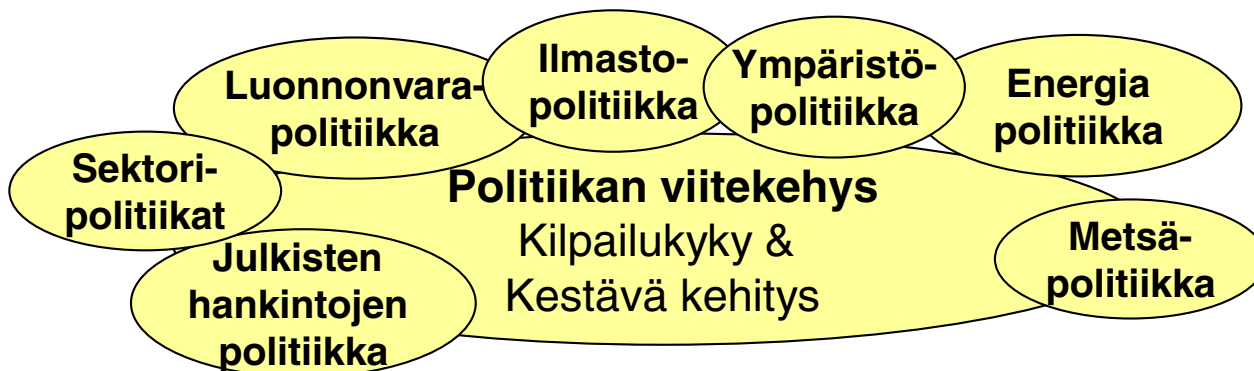 Luonnonvara-
politiikka
Ilmasto-
politiikka
Ympäristö-
politiikka
Energia
politiikka
Sektori-
politiikat
Politiikan viitekehys
Kilpailukyky &
Kestävä kehitys
Metsä-
politiikka
Julkisten
hankintojen
politiikka